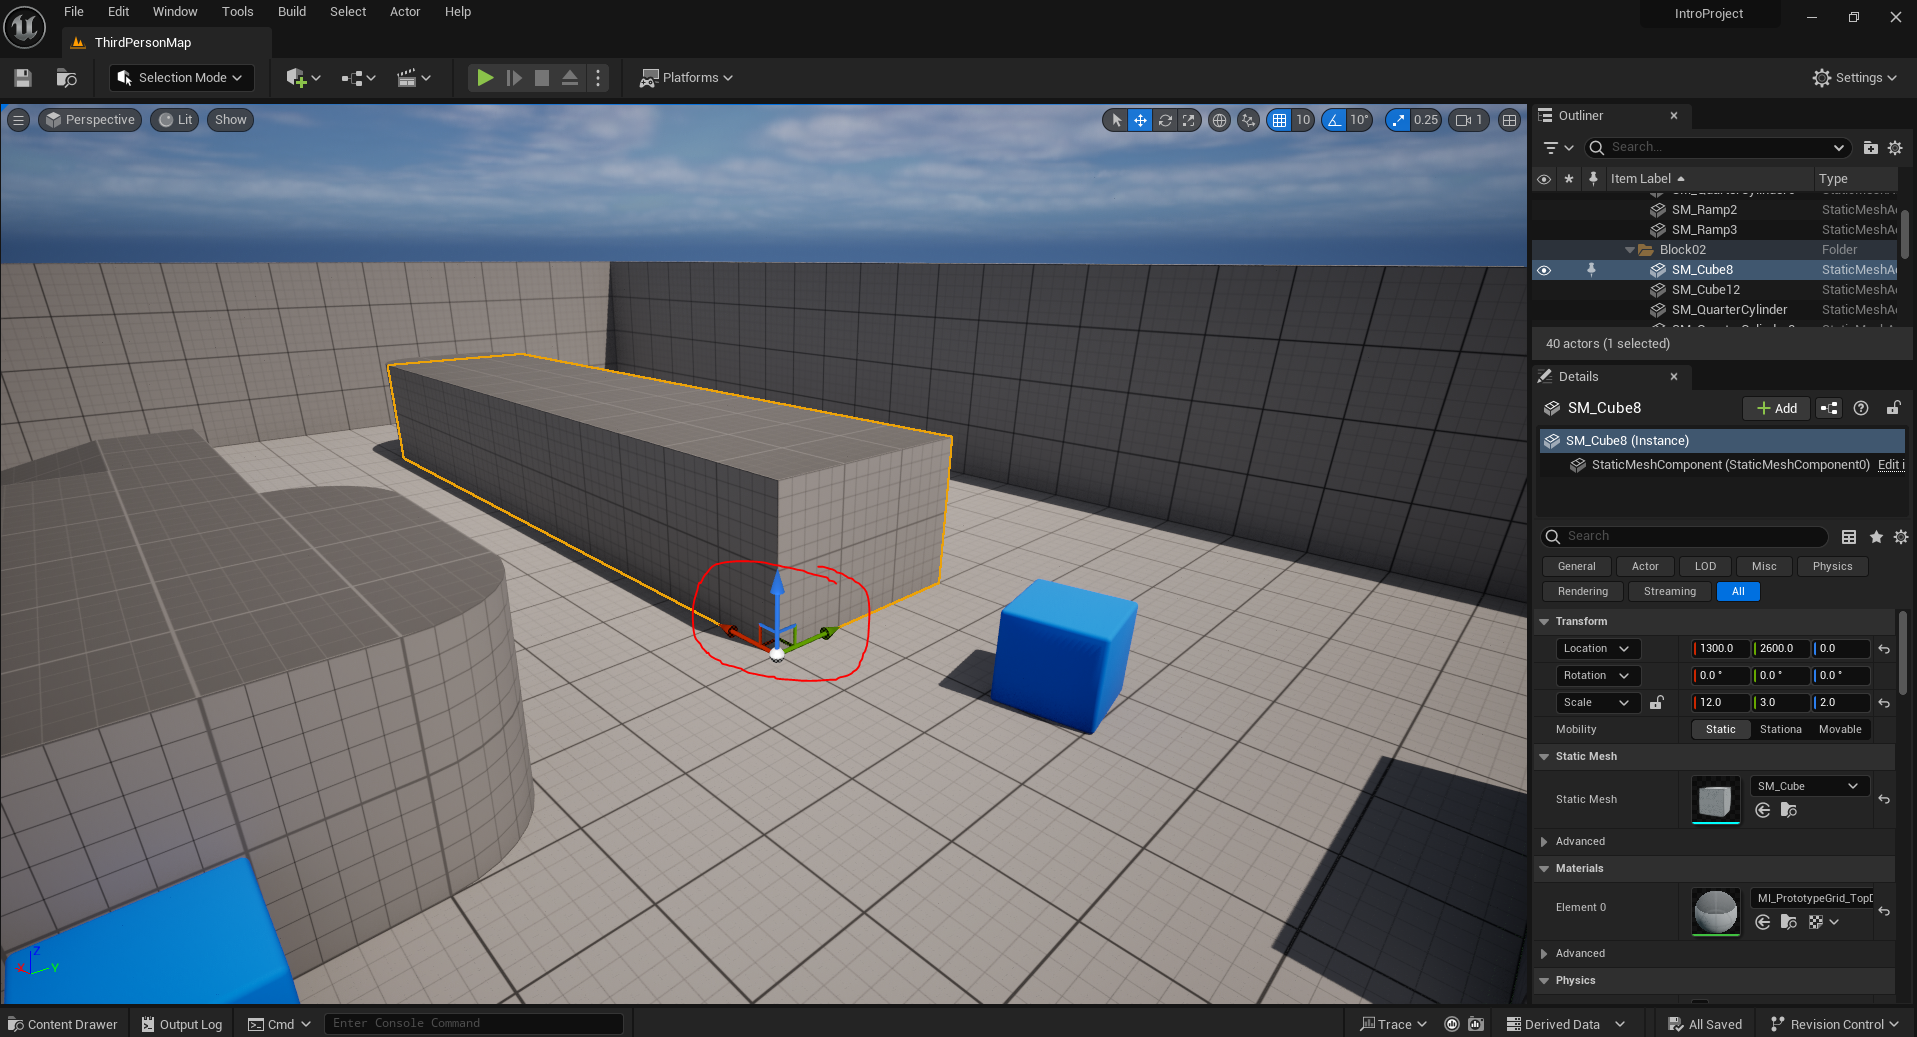 File Edit Window Tools Build Select Actor Help
IntroProject
ThirdPersonMap
Selection Mode
Platforms
Settings
Perspective Lit Show
10 10° 0.25 1
Outliner
Search...
Item Label Type
SM_Ramp2 StaticMeshA
SM_Ramp3 StaticMeshA
Block02 Folder
SM_Cube8 StaticMeshA
SM_Cube12 StaticMeshA
SM_QuarterCylinder StaticMeshA
40 actors (1 selected)
Details
SM_Cube8
Add
SM_Cube8 (Instance)
StaticMeshComponent (StaticMeshComponent0) Edit i
Search
General Actor LOD Misc Physics
Rendering Streaming All
Transform
Location 1300.0 2600.0 0.0
Rotation 0.0 ° 0.0 ° 0.0 °
Scale 12.0 3.0 2.0
Mobility Static Stationa Movable
Static Mesh
Static Mesh SM_Cube
Advanced
Materials
Element 0 MI_PrototypeGrid_TopD
Advanced
Physics
Z
X Y
Content Drawer Output Log Cmd Enter Console Command Trace Derived Data All Saved Revision Control